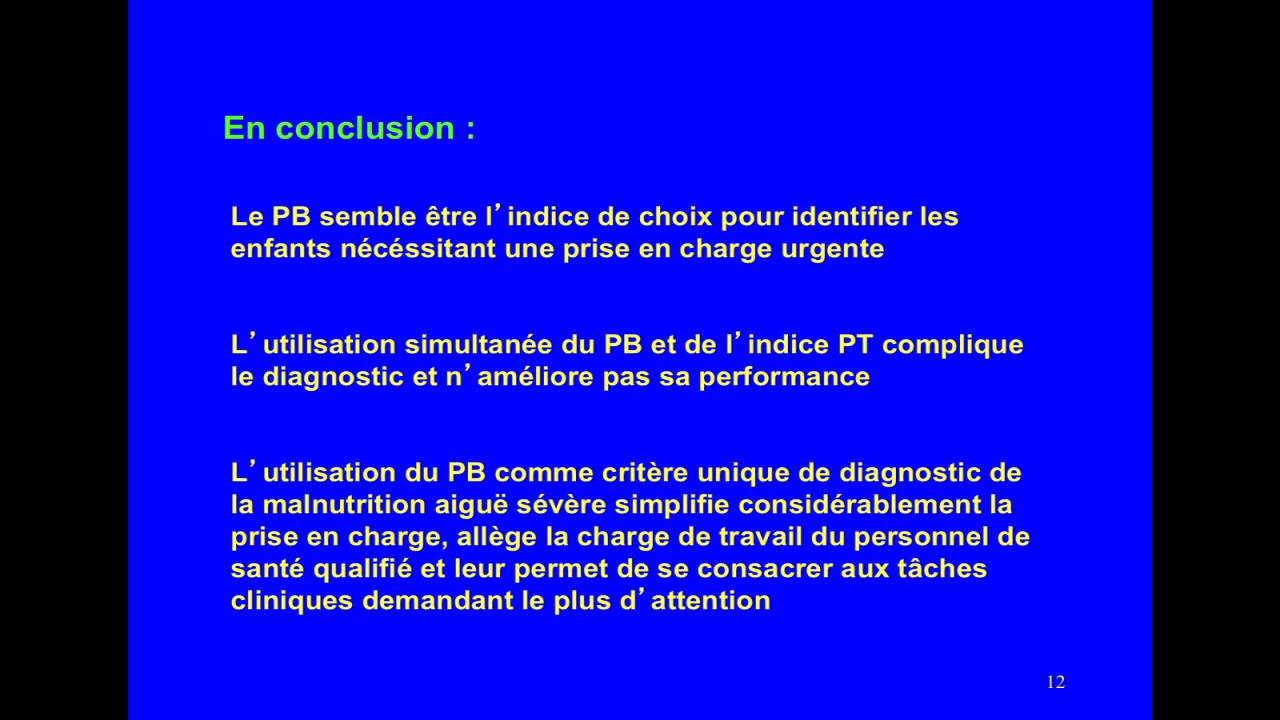 En conclusion :
Le PB semble être l’indice de choix pour identifier les
enfants nécéssitant une prise en charge urgente
L’utilisation simultanée du PB et de l’indice PT complique
le diagnostic et n’améliore pas sa performance
L’utilisation du PB comme critère unique de diagnostic de
la malnutrition aiguë sévère simplifie considérablement la
prise en charge, allège la charge de travail du personnel de
santé qualifié et leur permet de se consacrer aux tâches
cliniques demandant le plus d’attention
12